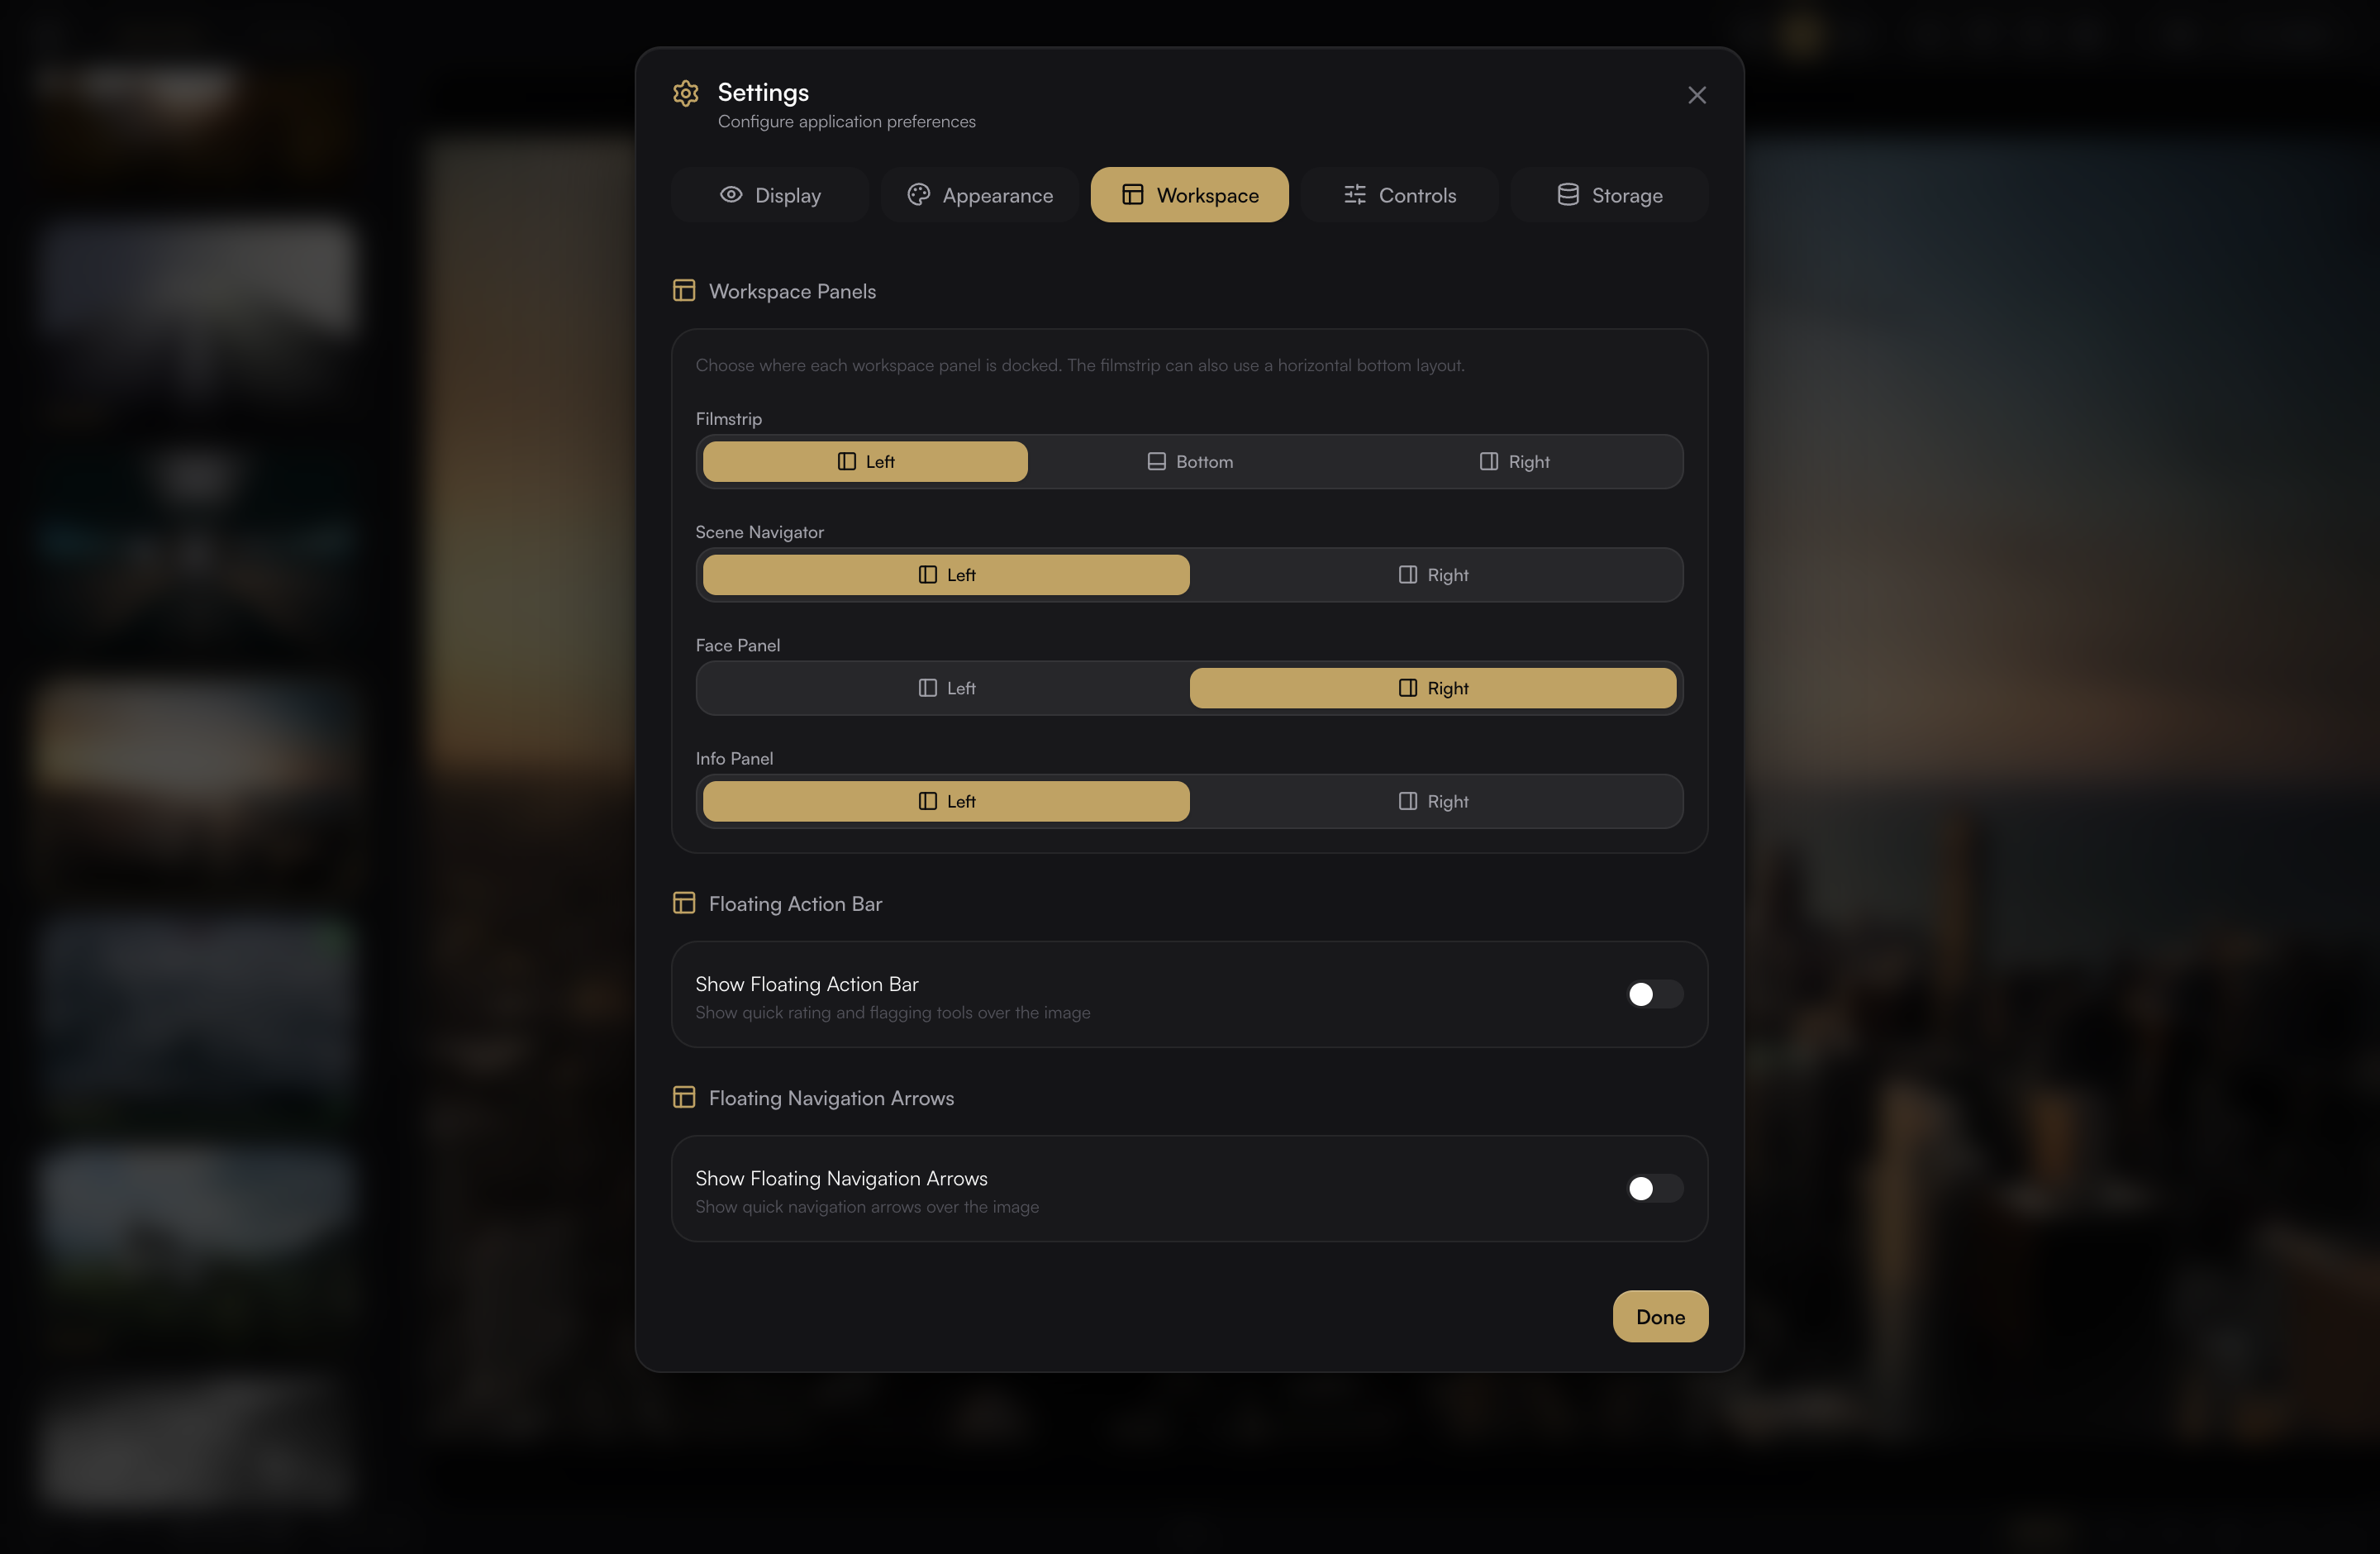 Settings
Configure application preferences
Display
Appearance
Workspace
Controls
Storage
Workspace Panels
Choose where each workspace panel is docked. The filmstrip can also use a horizontal bottom layout.
Filmstrip
Left
Bottom
Right
Scene Navigator
Left
Right
Face Panel
Left
Right
Info Panel
Left
Right
Floating Action Bar
Show Floating Action Bar
Show quick rating and flagging tools over the image
Floating Navigation Arrows
Show Floating Navigation Arrows
Show quick navigation arrows over the image
Done